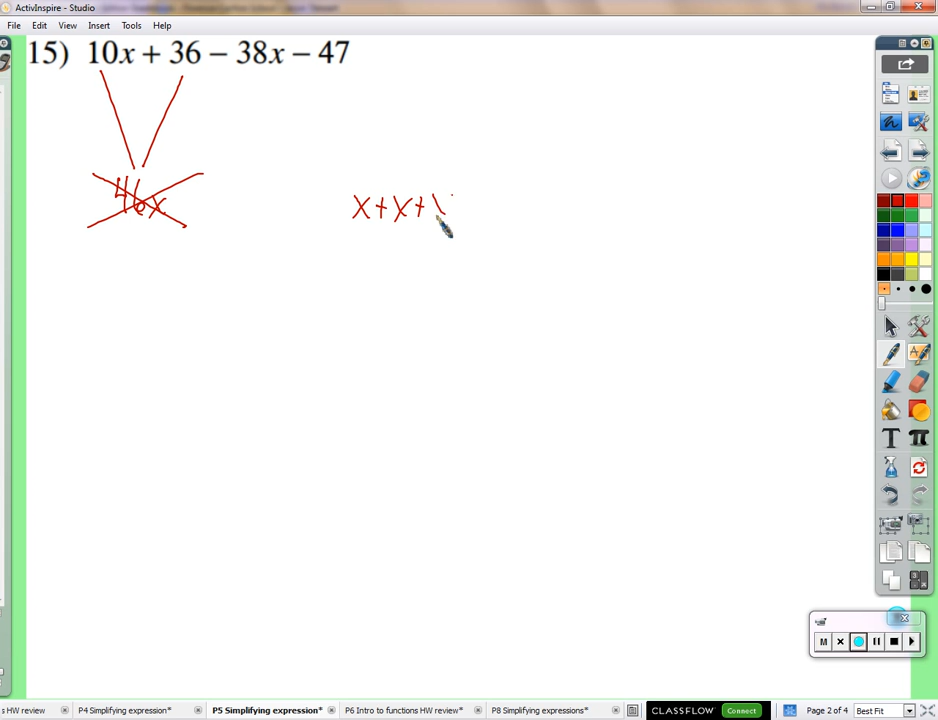 ActivInspire - Studio
File Edit View Insert Tools Help
15) 10x + 36 − 38x − 47
46x
x+x+
M
T
π
s HW review
P4 Simplifying expression*
P5 Simplifying expression*
P6 Intro to functions HW review*
P8 Simplifying expressions*
CLASSFLOW
Connect
Page 2 of 4
Best Fit